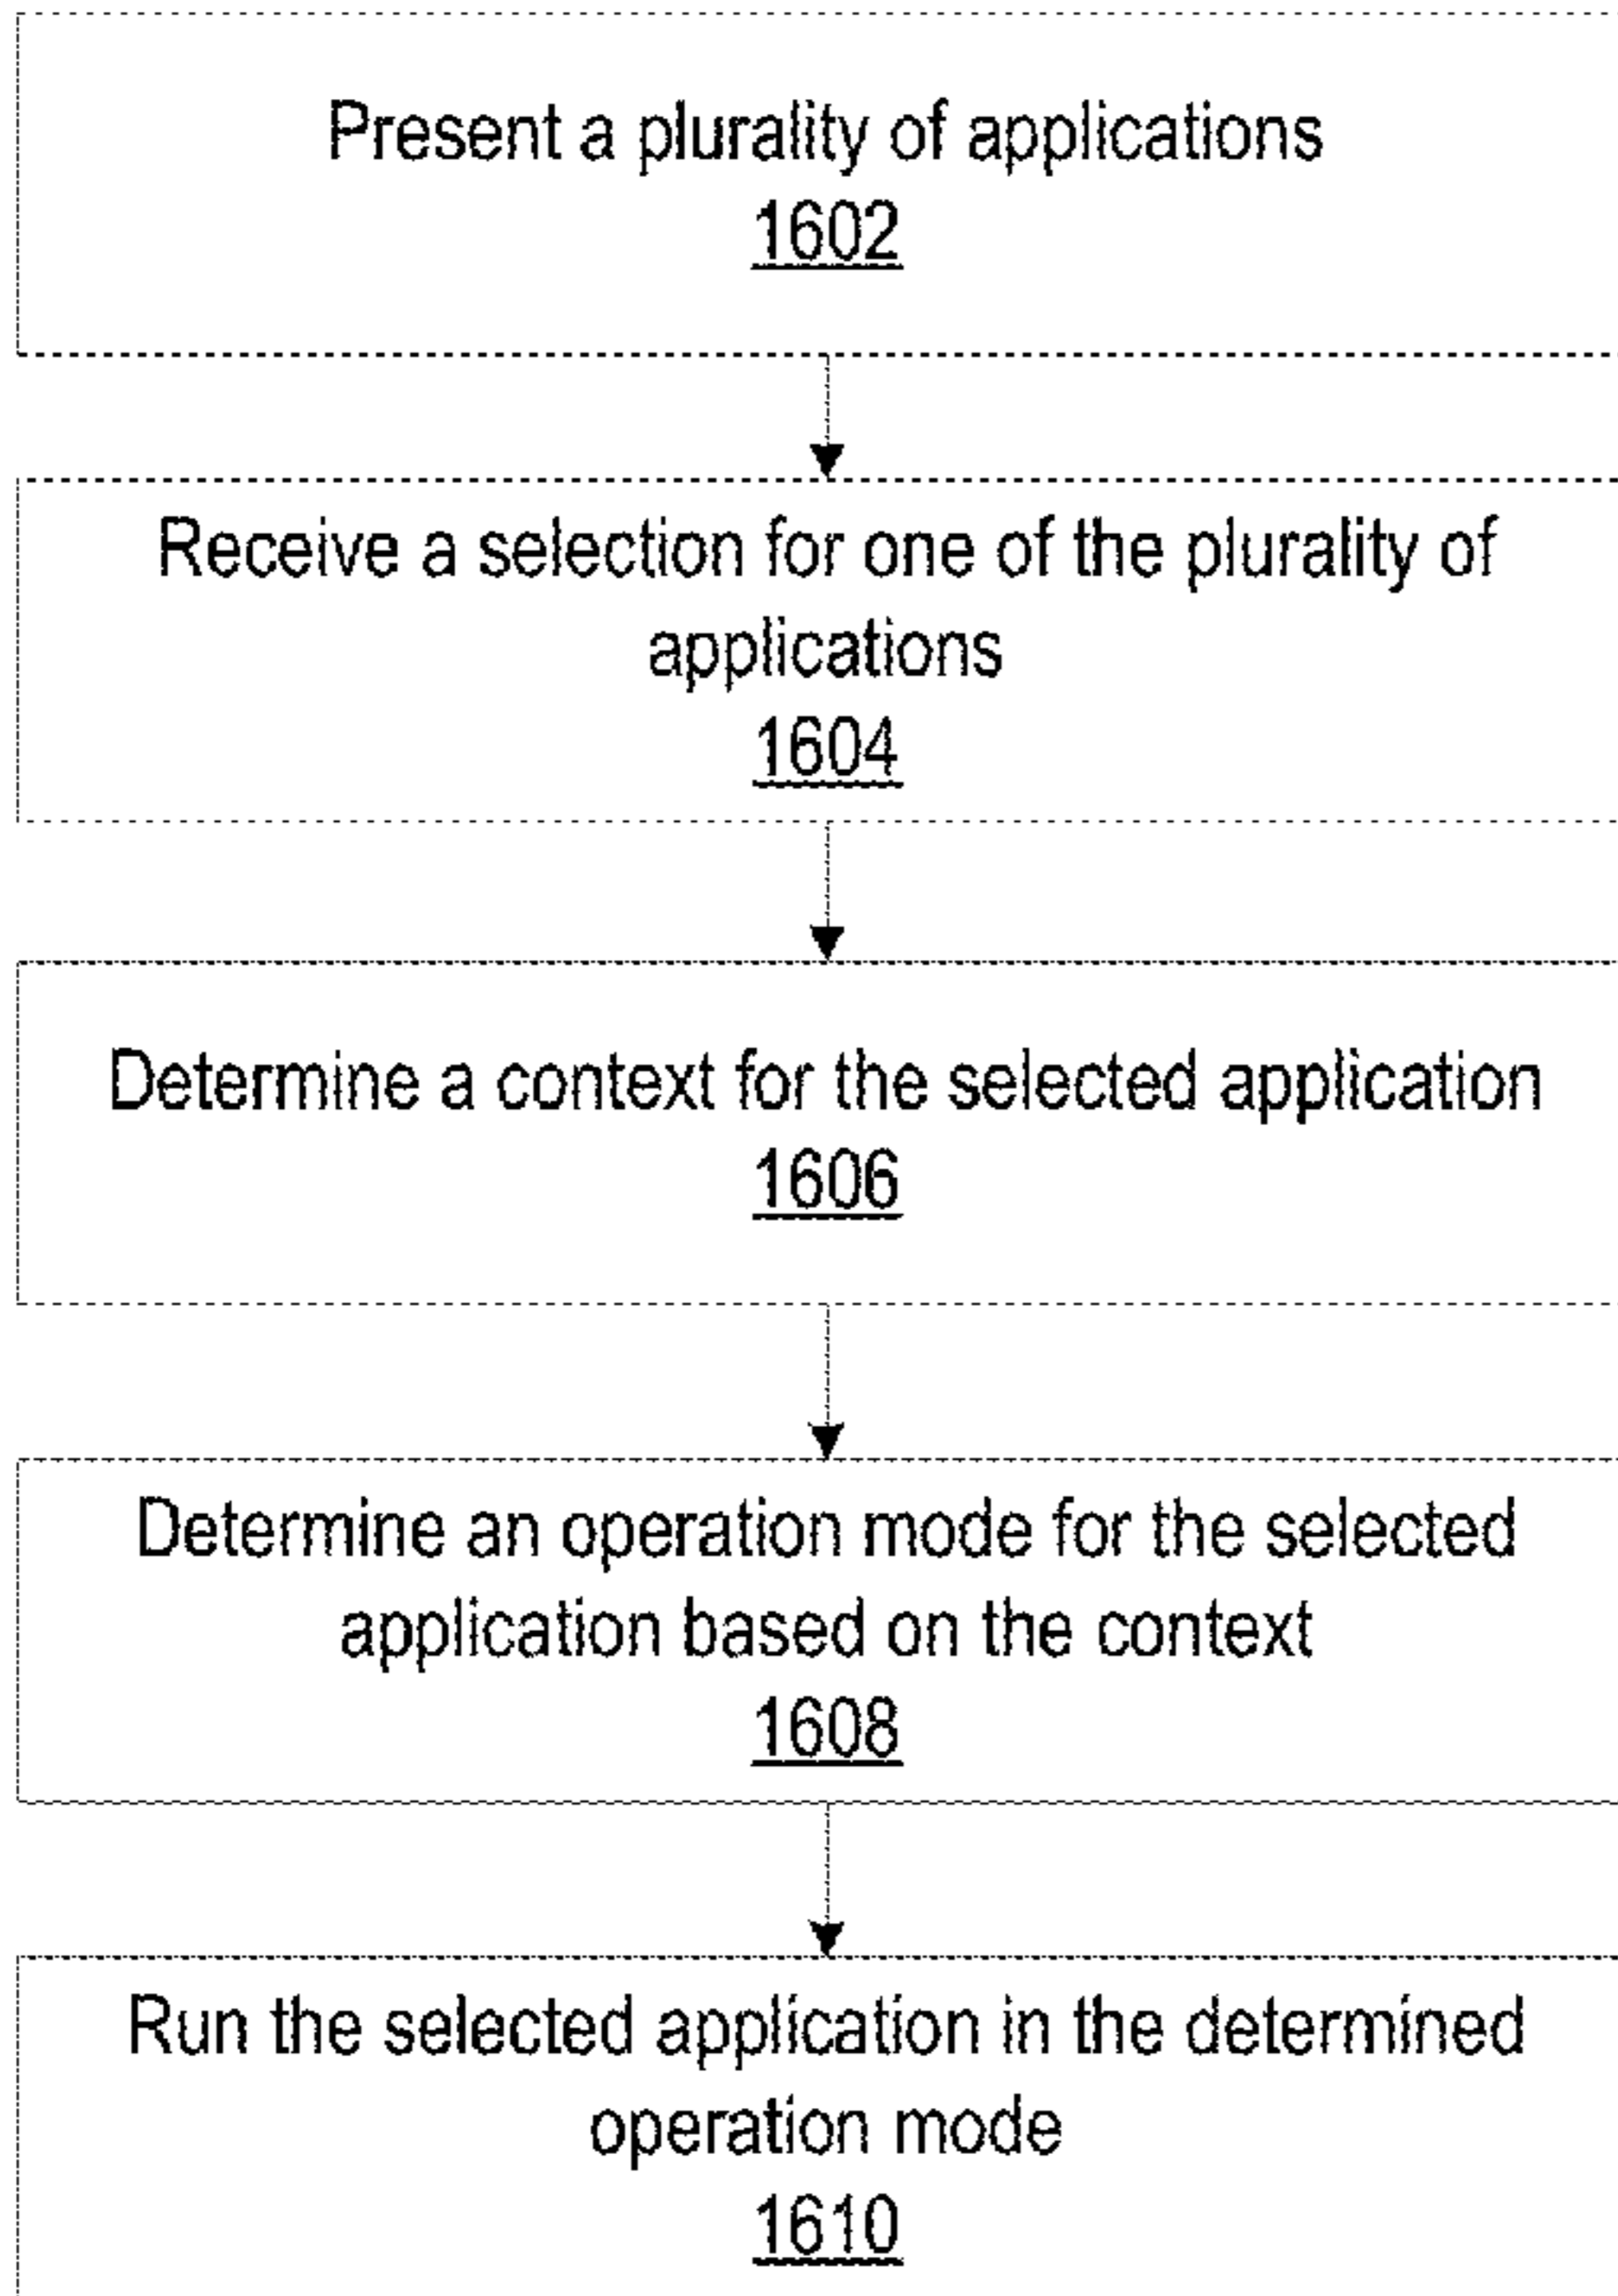 Present a plurality of applications
1602
Receive a selection for one of the plurality of
applications
1604
Determine a context for the selected application
1606
Determine an operation mode for the selected
application based on the context
1608
Run the selected application in the determined
operation mode
1610